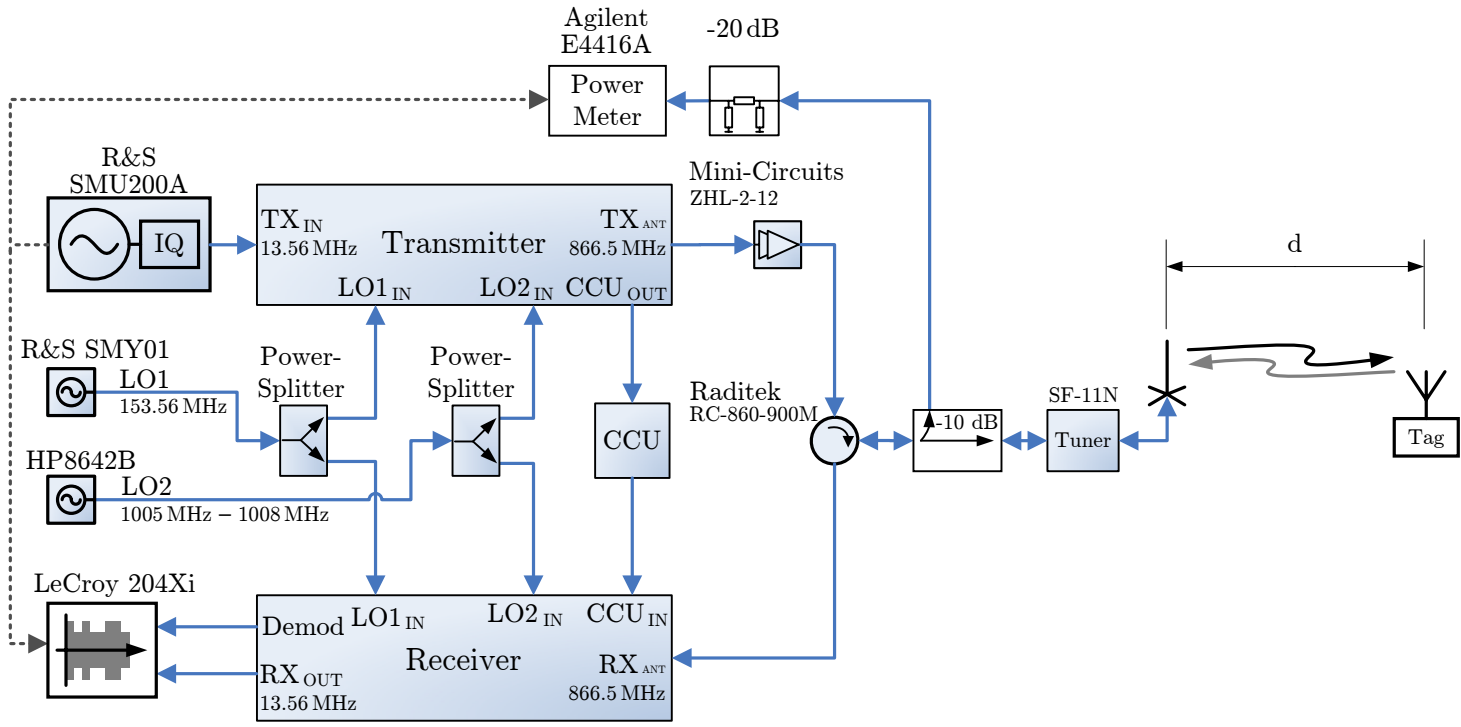 Agilent
E4416A
-20 dB
Power
Meter
R&S
SMU200A
IQ
TX IN
13.56 MHz
Transmitter
TX ANT
866.5 MHz
LO1 IN
LO2 IN
CCU OUT
Mini-Circuits
ZHL-2-12
d
R&S SMY01
LO1
153.56 MHz
Power-
Splitter
Power-
Splitter
CCU
Raditek
RC-860-900M
-10 dB
SF-11N
Tuner
Tag
HP8642B
LO2
1005 MHz – 1008 MHz
LeCroy 204Xi
Demod
LO1 IN
LO2 IN
CCU IN
Receiver
RX OUT
13.56 MHz
RX ANT
866.5 MHz